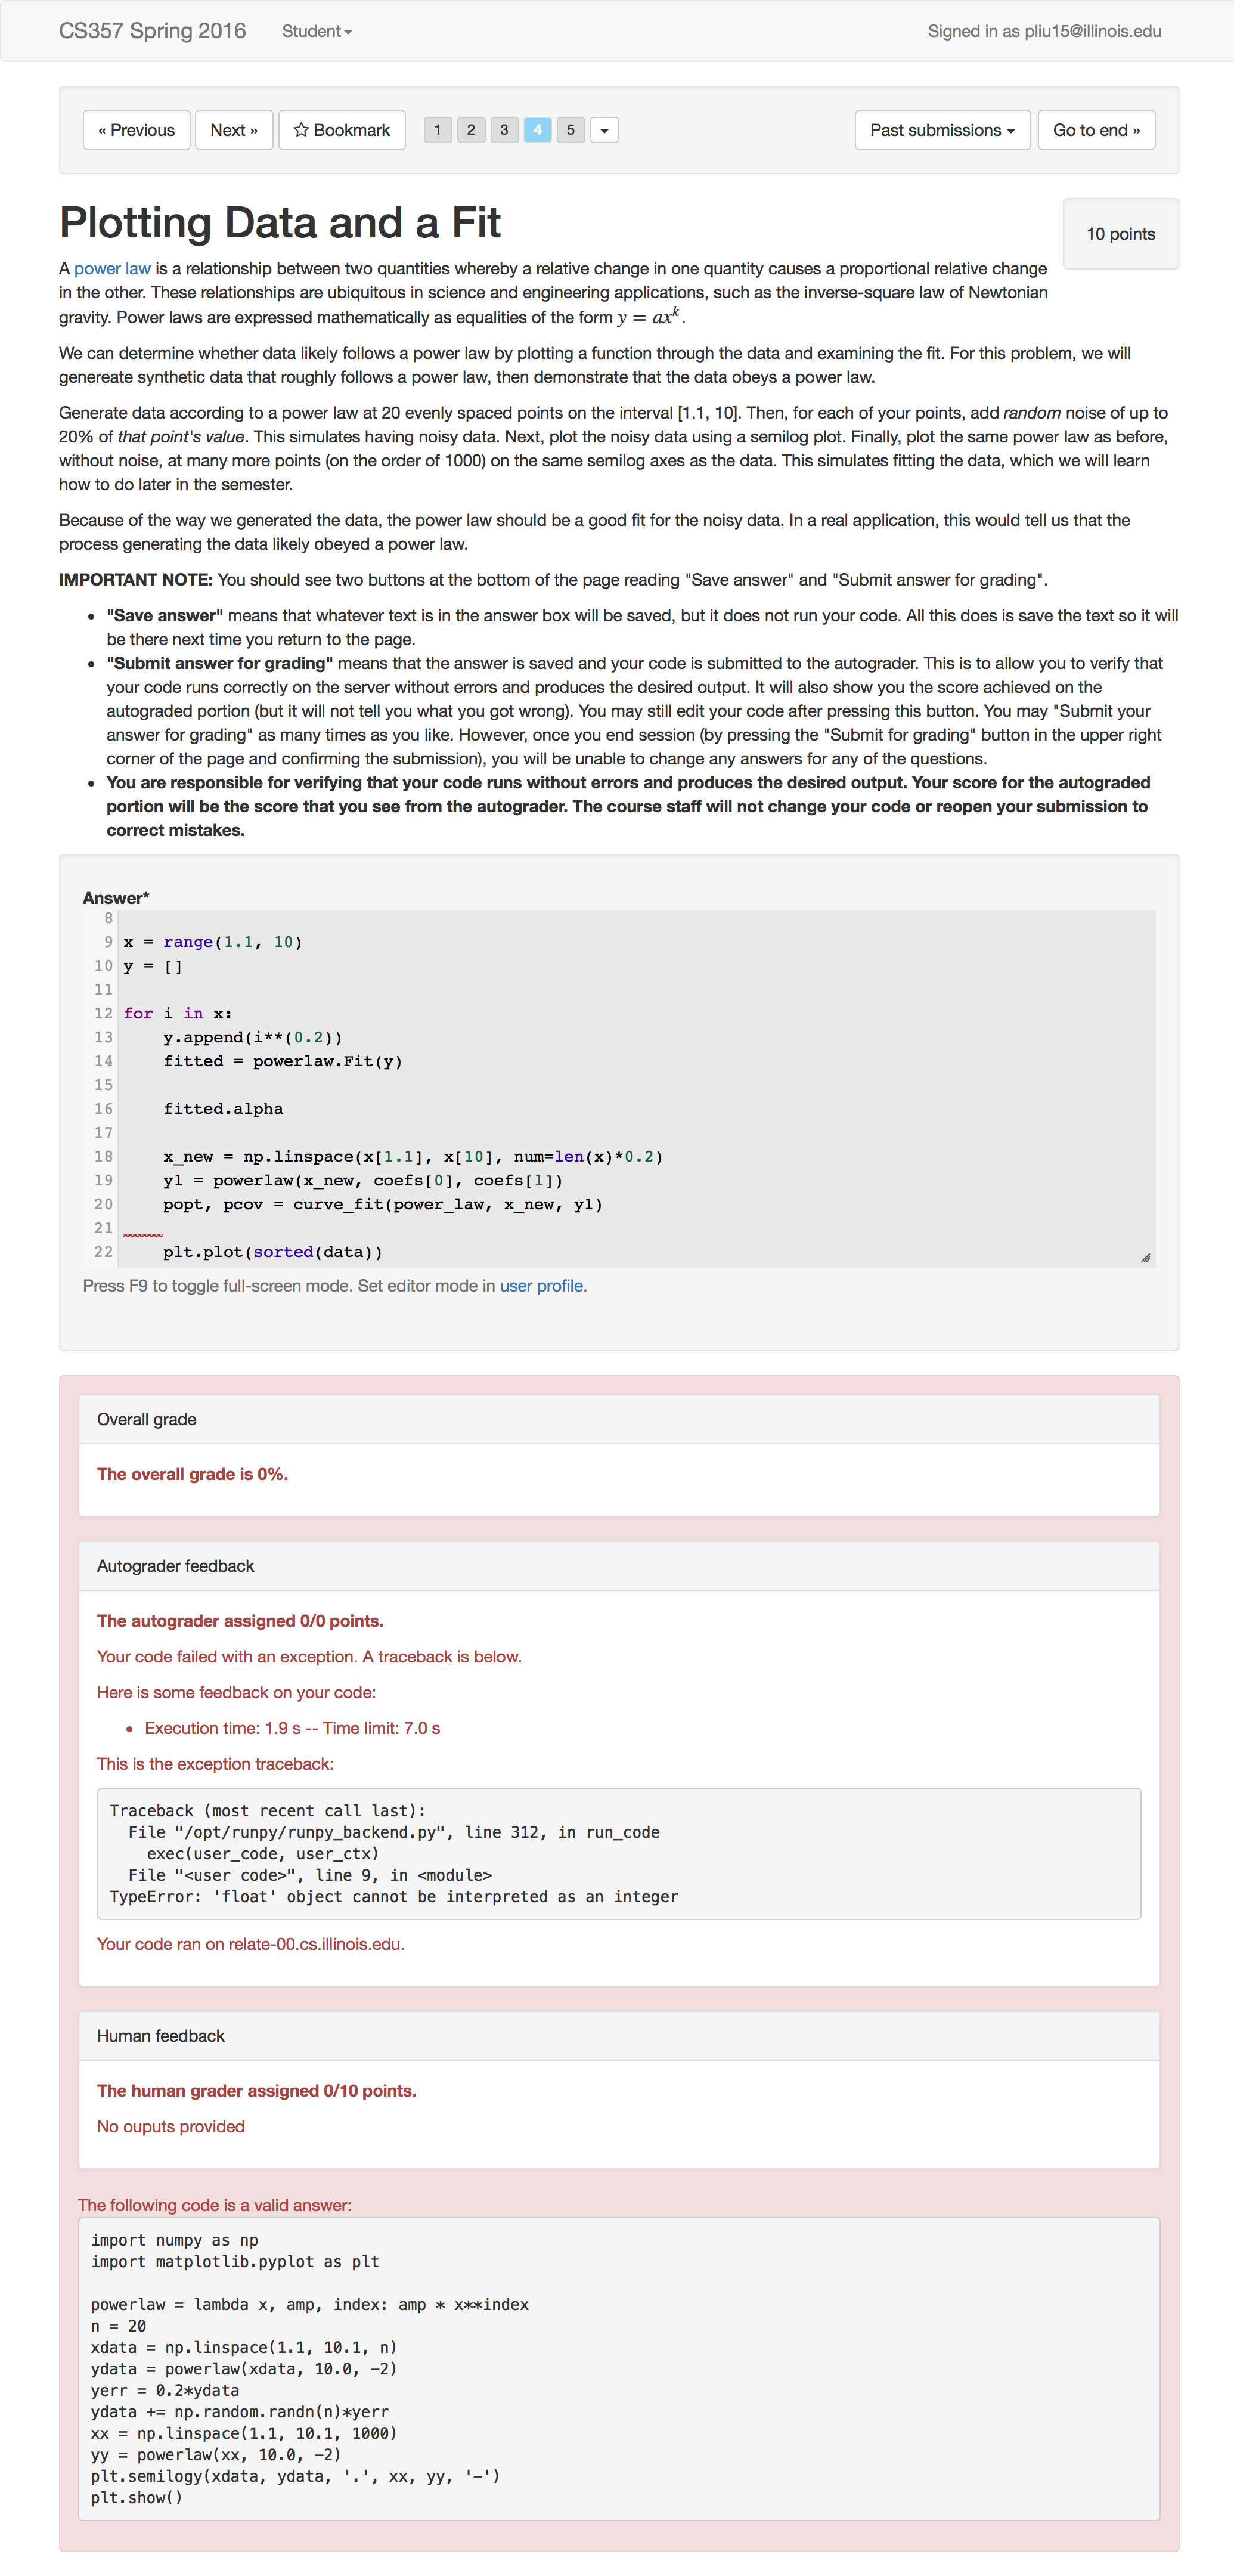 CS357 Spring 2016 Student Signed in as pliu15@illinois.edu
« Previous Next » Bookmark 1 2 3 4 5 Past submissions Go to end »
Plotting Data and a Fit
10 points
A power law is a relationship between two quantities whereby a relative change in one quantity causes a proportional relative change
in the other. These relationships are ubiquitous in science and engineering applications, such as the inverse-square law of Newtonian
gravity. Power laws are expressed mathematically as equalities of the form y = ax^k.
We can determine whether data likely follows a power law by plotting a function through the data and examining the fit. For this problem, we will
genereate synthetic data that roughly follows a power law, then demonstrate that the data obeys a power law.
Generate data according to a power law at 20 evenly spaced points on the interval [1.1, 10]. Then, for each of your points, add random noise of up to
20% of that point's value. This simulates having noisy data. Next, plot the noisy data using a semilog plot. Finally, plot the same power law as before,
without noise, at many more points (on the order of 1000) on the same semilog axes as the data. This simulates fitting the data, which we will learn
how to do later in the semester.
Because of the way we generated the data, the power law should be a good fit for the noisy data. In a real application, this would tell us that the
process generating the data likely obeyed a power law.
IMPORTANT NOTE: You should see two buttons at the bottom of the page reading "Save answer" and "Submit answer for grading".
• "Save answer" means that whatever text is in the answer box will be saved, but it does not run your code. All this does is save the text so it will
be there next time you return to the page.
• "Submit answer for grading" means that the answer is saved and your code is submitted to the autograder. This is to allow you to verify that
your code runs correctly on the server without errors and produces the desired output. It will also show you the score achieved on the
autograded portion (but it will not tell you what you got wrong). You may still edit your code after pressing this button. You may "Submit your
answer for grading" as many times as you like. However, once you end session (by pressing the "Submit for grading" button in the upper right
corner of the page and confirming the submission), you will be unable to change any answers for any of the questions.
• You are responsible for verifying that your code runs without errors and produces the desired output. Your score for the autograded
portion will be the score that you see from the autograder. The course staff will not change your code or reopen your submission to
correct mistakes.
Answer*
8
9 x = range(1.1, 10)
10 y = []
11
12 for i in x:
13     y.append(i**(0.2))
14     fitted = powerlaw.Fit(y)
15
16     fitted.alpha
17
18     x_new = np.linspace(x[1.1], x[10], num=len(x)*0.2)
19     y1 = powerlaw(x_new, coefs[0], coefs[1])
20     popt, pcov = curve_fit(power_law, x_new, y1)
21
22     plt.plot(sorted(data))
Press F9 to toggle full-screen mode. Set editor mode in user profile.
Overall grade
The overall grade is 0%.
Autograder feedback
The autograder assigned 0/0 points.
Your code failed with an exception. A traceback is below.
Here is some feedback on your code:
• Execution time: 1.9 s -- Time limit: 7.0 s
This is the exception traceback:
Traceback (most recent call last):
  File "/opt/runpy/runpy_backend.py", line 312, in run_code
    exec(user_code, user_ctx)
  File "<user code>", line 9, in <module>
TypeError: 'float' object cannot be interpreted as an integer
Your code ran on relate-00.cs.illinois.edu.
Human feedback
The human grader assigned 0/10 points.
No ouputs provided
The following code is a valid answer:
import numpy as np
import matplotlib.pyplot as plt
powerlaw = lambda x, amp, index: amp * x**index
n = 20
xdata = np.linspace(1.1, 10.1, n)
ydata = powerlaw(xdata, 10.0, -2)
yerr = 0.2*ydata
ydata += np.random.randn(n)*yerr
xx = np.linspace(1.1, 10.1, 1000)
yy = powerlaw(xx, 10.0, -2)
plt.semilogy(xdata, ydata, '.', xx, yy, '-')
plt.show()